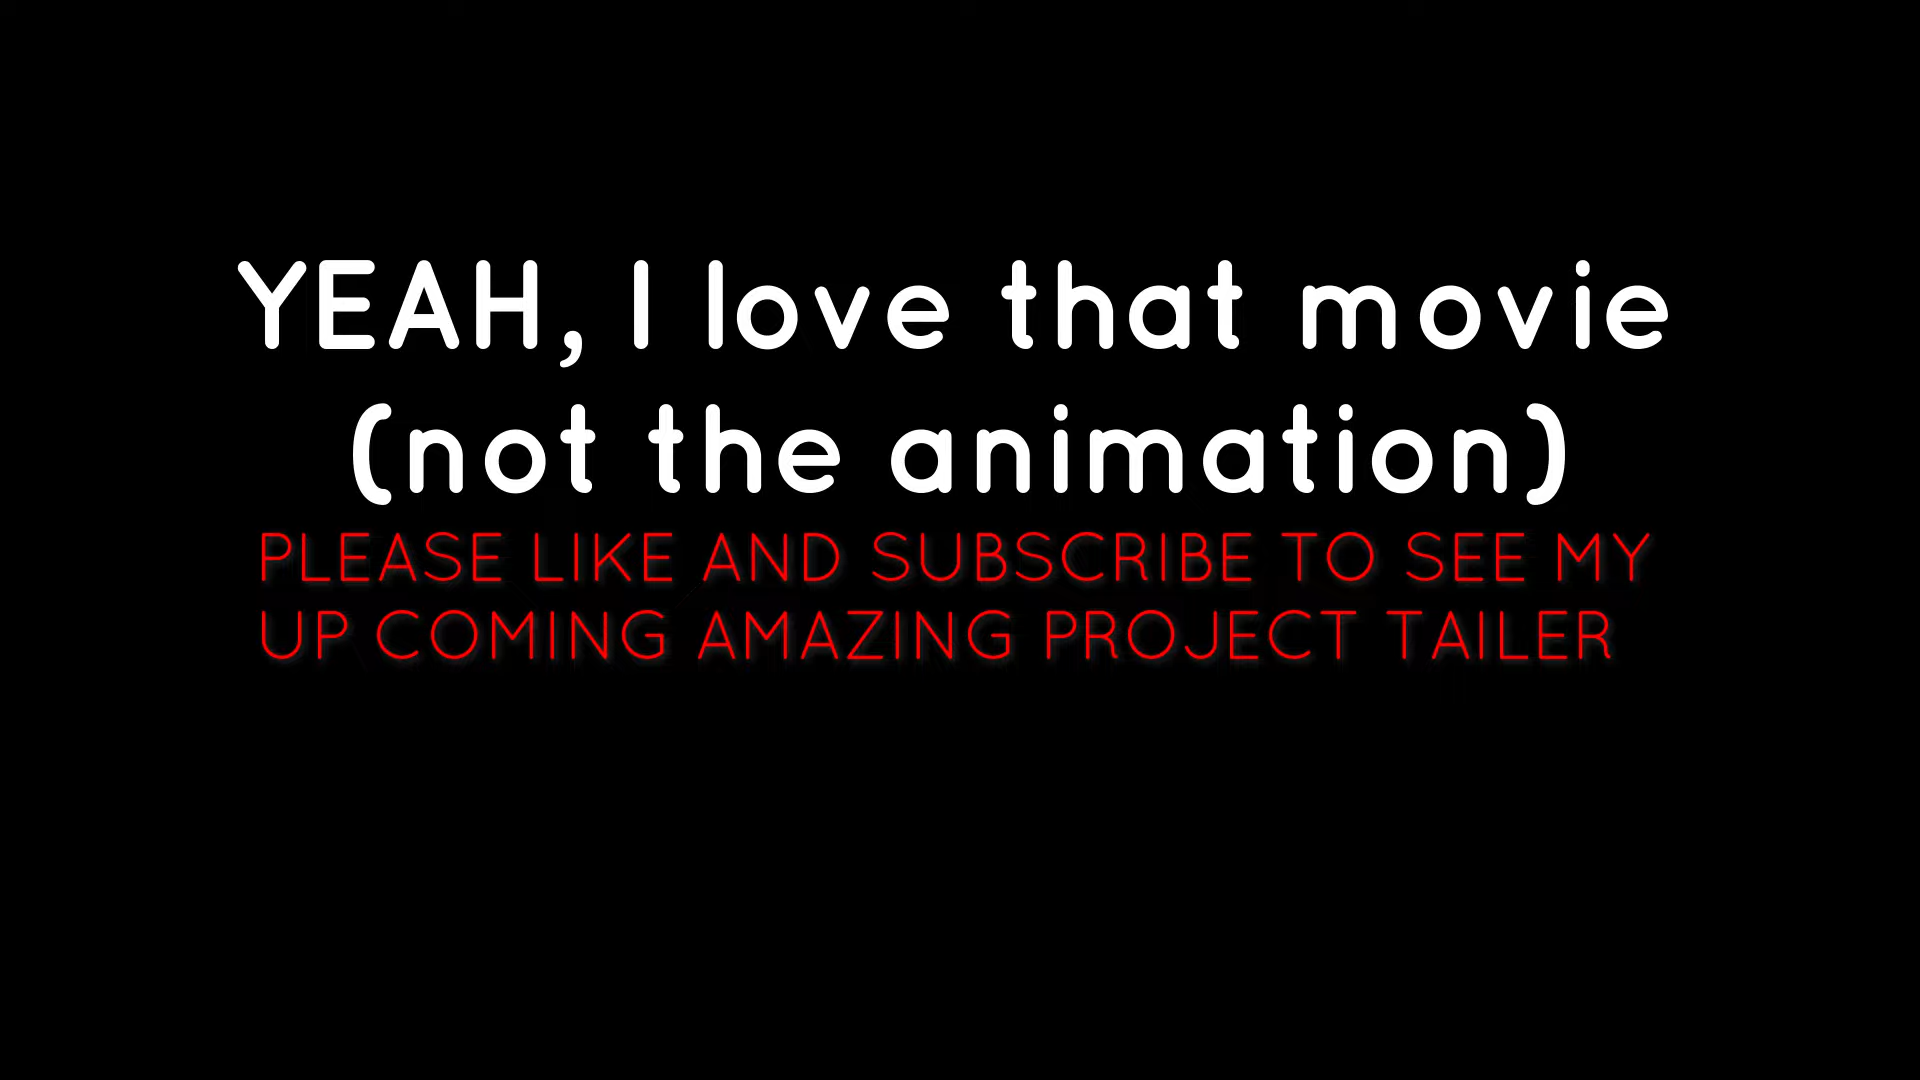 YEAH, I love that movie
(not the animation)
PLEASE LIKE AND SUBSCRIBE TO SEE MY
UP COMING AMAZING PROJECT TAILER